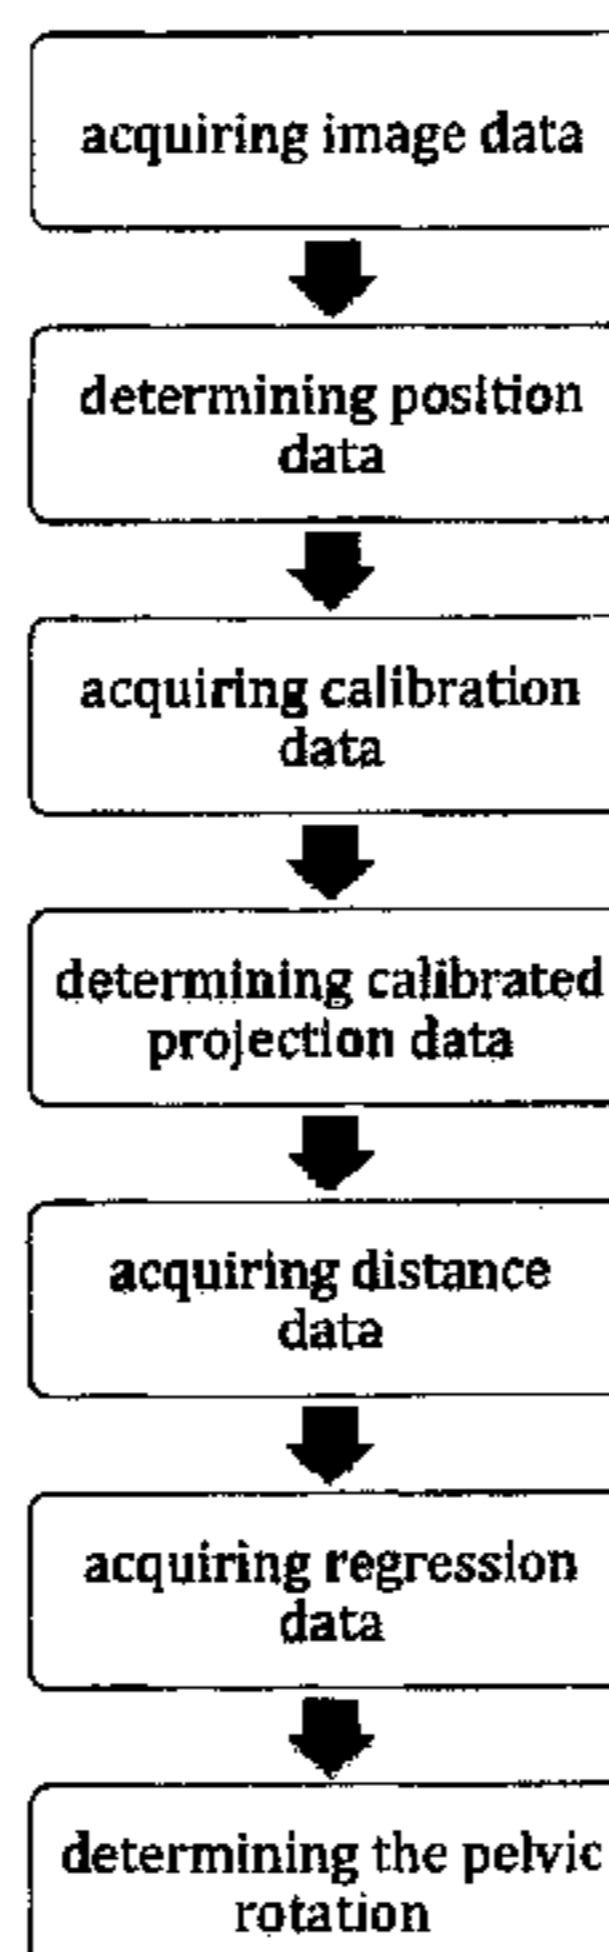 acquiring image data
determining position
data
acquiring calibration
data
determining calibrated
projection data
acquiring distance
data
acquiring regression
data
determining the pelvic
rotation